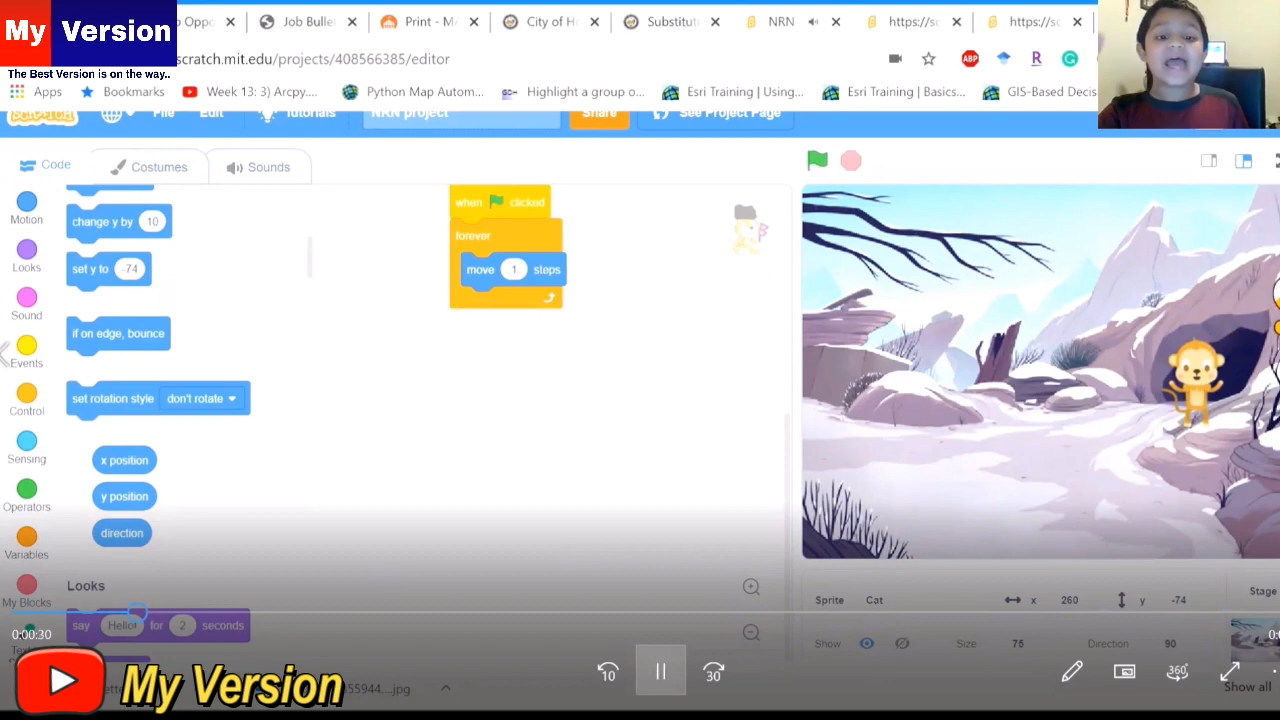 My Version
The Best Version is on the way..
Job Bulle
Print - M
City of H
Substitut
NRN
https://sc
https://sc
scratch.mit.edu/projects/408566385/editor
ABP
R
G
Apps
Bookmarks
Week 13: 3) Arcpy....
Python Map Autom...
Highlight a group o...
Esri Training | Using...
Esri Training | Basics...
GIS-Based Decis
SCRATCH
File
Edit
Tutorials
NRN project
Share
See Project Page
Code
Costumes
Sounds
Motion
Looks
Sound
Events
Control
Sensing
Operators
Variables
My Blocks
change y by 10
set y to -74
if on edge, bounce
set rotation style don't rotate
x position
y position
direction
Looks
say Hello! for 2 seconds
when clicked
forever
move 1 steps
Sprite Cat
x 260
y -74
Stage
Show
Size 75
Direction 90
0:00:30
10
30
360
55944....jpg
Show all
My Version